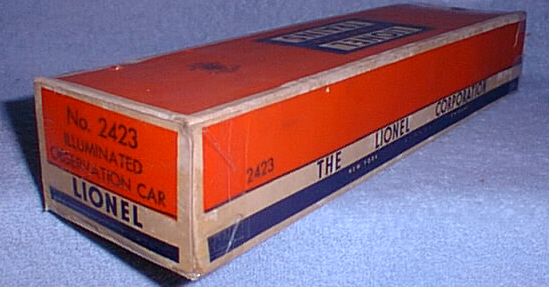 No. 2423
ILLUMINATED
OBSERVATION CAR
LIONEL
2423
THE LIONEL CORPORATION
NEW YORK